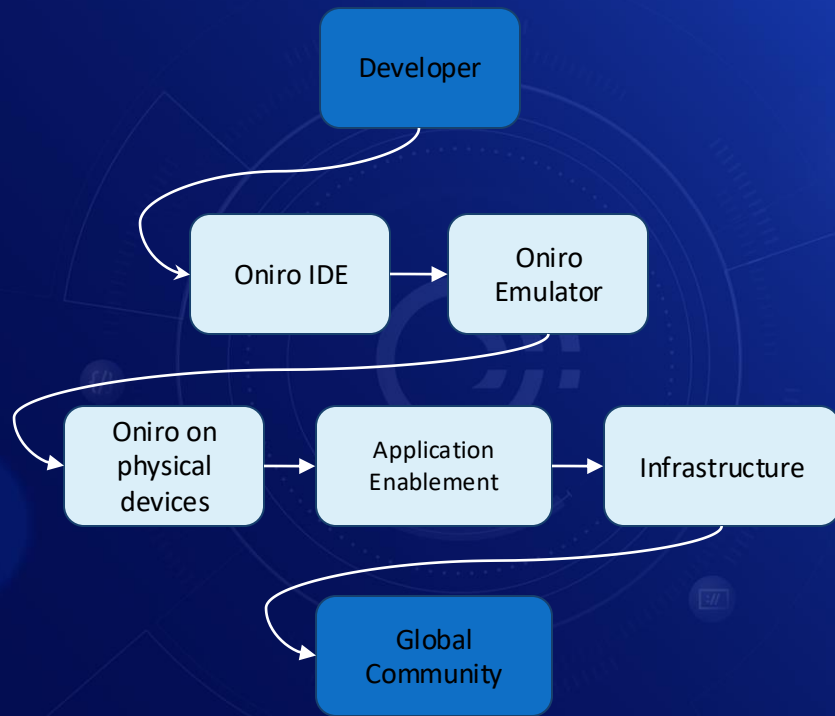 Developer
Oniro IDE
Oniro
Emulator
Oniro on
physical
devices
Application
Enablement
Infrastructure
Global
Community